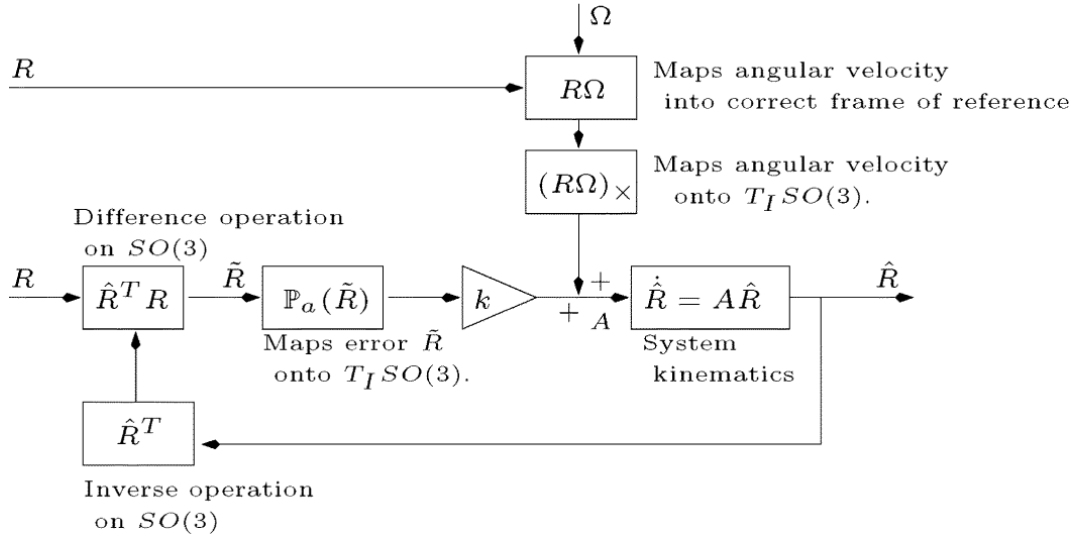 Ω
R
RΩ
Maps angular velocity
into correct frame of reference
(RΩ)×
Maps angular velocity
onto T_I SO(3).
Difference operation
on SO(3)
R
R̂ᵀ R
R̃
ℙₐ(R̃)
k
+
+
A
R̂̇ = AR̂
R̂
Maps error R̃
onto T_I SO(3).
System
kinematics
R̂ᵀ
Inverse operation
on SO(3)